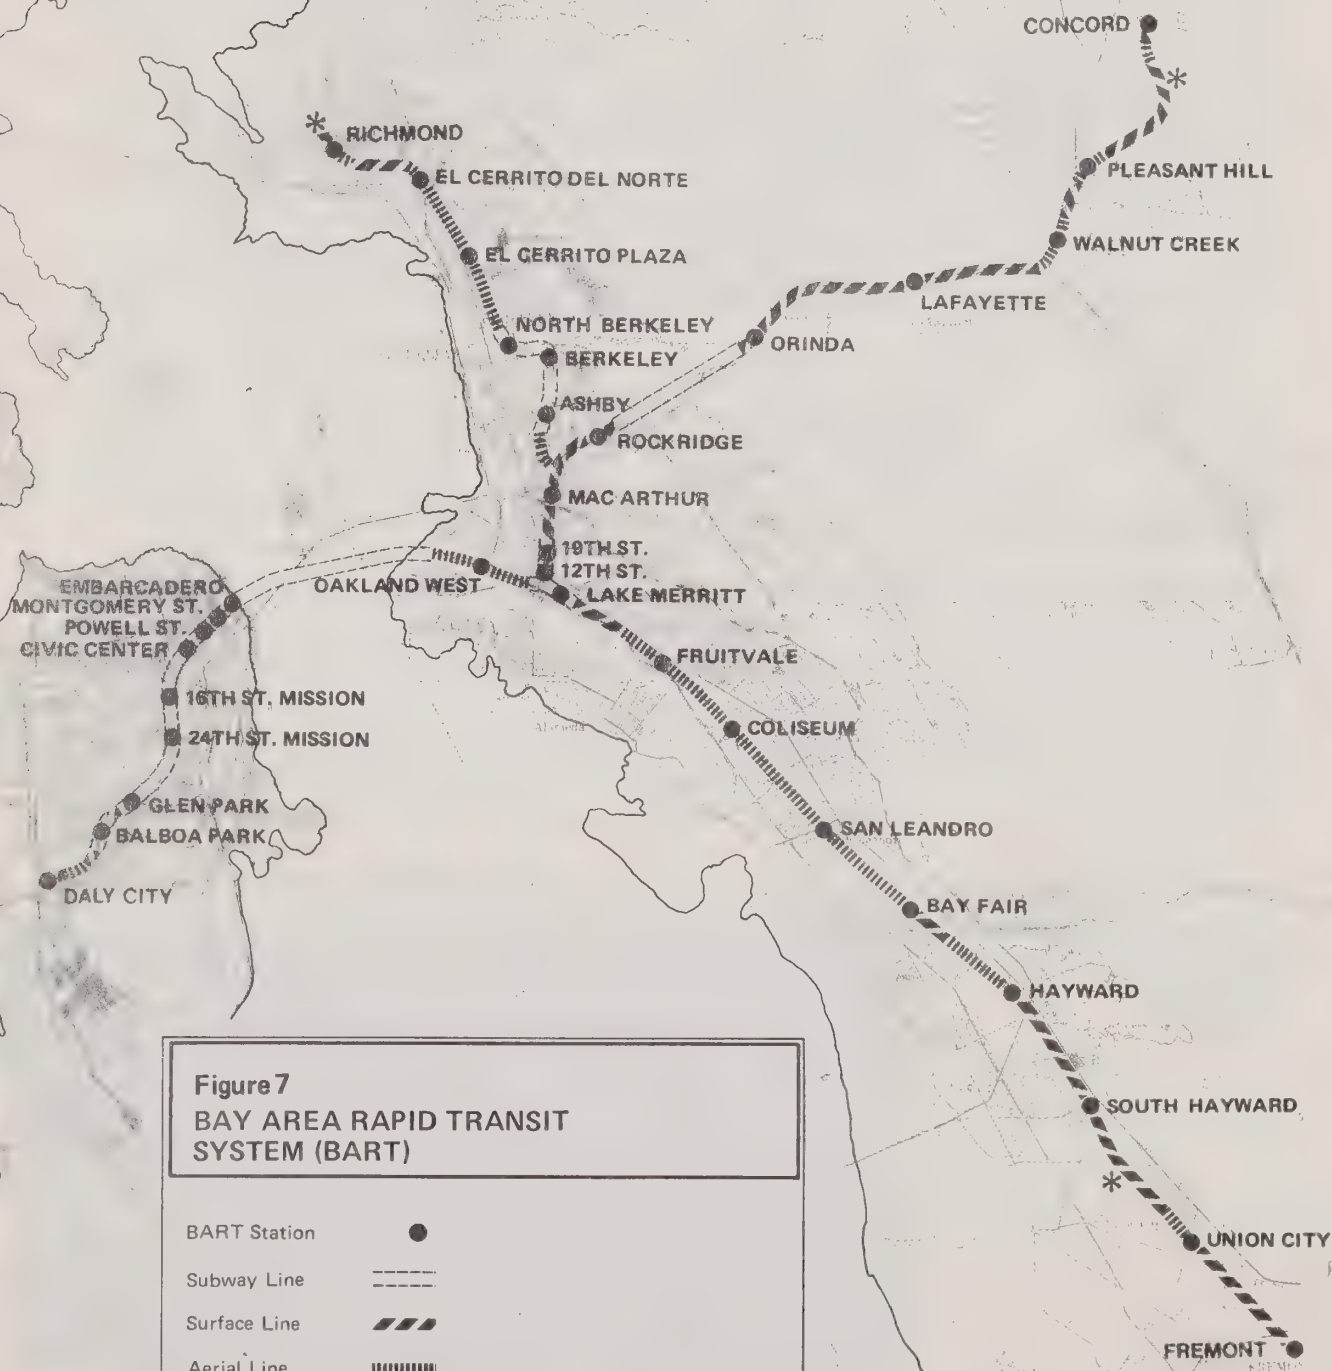 CONCORD
*
*
RICHMOND
EL CERRITO DEL NORTE
PLEASANT HILL
WALNUT CREEK
EL CERRITO PLAZA
LAFAYETTE
NORTH BERKELEY
ORINDA
BERKELEY
ASHBY
ROCKRIDGE
MAC ARTHUR
19TH ST.
12TH ST.
OAKLAND WEST
LAKE MERRITT
EMBARCADERO
MONTGOMERY ST.
POWELL ST.
CIVIC CENTER
FRUITVALE
16TH ST. MISSION
24TH ST. MISSION
COLISEUM
GLEN PARK
BALBOA PARK
SAN LEANDRO
DALY CITY
BAY FAIR
HAYWARD
SOUTH HAYWARD
*
UNION CITY
FREMONT
Figure 7
BAY AREA RAPID TRANSIT
SYSTEM (BART)
BART Station
Subway Line
Surface Line
Aerial Line